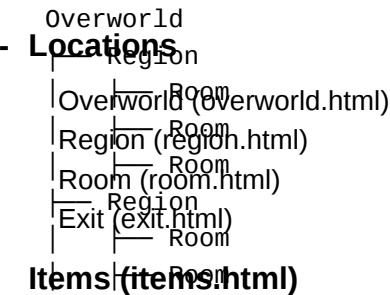 Overworld
- Locations
├── Region
│   ├── Room
Overworld (overworld.html)
│   ├── Room
Region (region.html)
│   ├── Room
Room (room.html)
├── Region
Exit (exit.html)
│   ├── Room
│   ├── Room
Items (items.html)